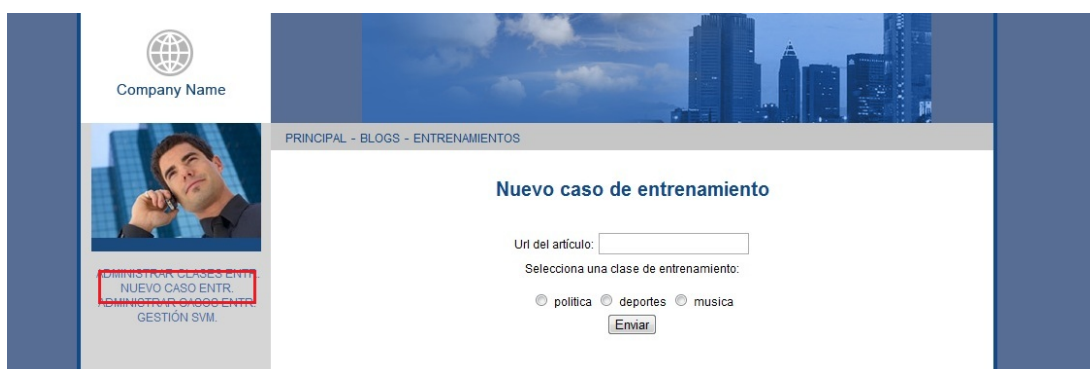 Company Name
PRINCIPAL - BLOGS - ENTRENAMIENTOS
ADMINISTRAR CLASES ENTR.
NUEVO CASO ENTR.
ADMINISTRAR CASOS ENTR.
GESTIÓN SVM.
Nuevo caso de entrenamiento
Url del artículo:
Selecciona una clase de entrenamiento:
politica deportes musica
Enviar